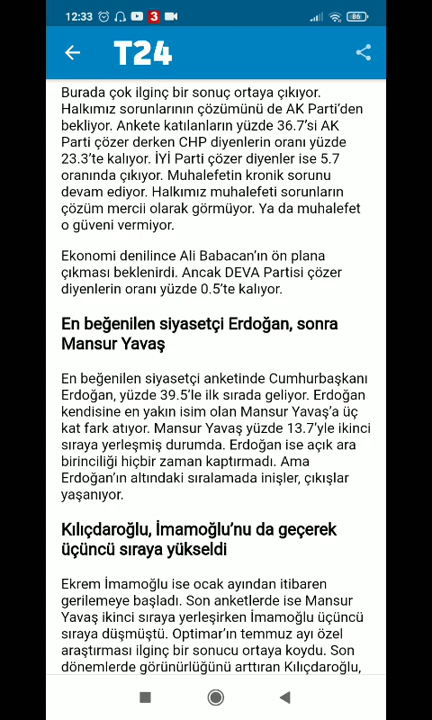 12:33 3 86
T24
Burada çok ilginç bir sonuç ortaya çıkıyor.
Halkımız sorunlarının çözümünü de AK Parti’den
bekliyor. Ankete katılanların yüzde 36.7’si AK
Parti çözer derken CHP diyenlerin oranı yüzde
23.3’te kalıyor. İYİ Parti çözer diyenler ise 5.7
oranında çıkıyor. Muhalefetin kronik sorunu
devam ediyor. Halkımız muhalefeti sorunların
çözüm mercii olarak görmüyor. Ya da muhalefet
o güveni vermiyor.
Ekonomi denilince Ali Babacan’ın ön plana
çıkması beklenirdi. Ancak DEVA Partisi çözer
diyenlerin oranı yüzde 0.5’te kalıyor.
En beğenilen siyasetçi Erdoğan, sonra
Mansur Yavaş
En beğenilen siyasetçi anketinde Cumhurbaşkanı
Erdoğan, yüzde 39.5’le ilk sırada geliyor. Erdoğan
kendisine en yakın isim olan Mansur Yavaş’a üç
kat fark atıyor. Mansur Yavaş yüzde 13.7’yle ikinci
sıraya yerleşmiş durumda. Erdoğan ise açık ara
birinciliği hiçbir zaman kaptırmadı. Ama
Erdoğan’ın altındaki sıralamada inişler, çıkışlar
yaşanıyor.
Kılıçdaroğlu, İmamoğlu’nu da geçerek
üçüncü sıraya yükseldi
Ekrem İmamoğlu ise ocak ayından itibaren
gerilemeye başladı. Son anketlerde ise Mansur
Yavaş ikinci sıraya yerleşirken İmamoğlu üçüncü
sıraya düşmüştü. Optimar’ın temmuz ayı özel
araştırması ilginç bir sonucu ortaya koydu. Son
dönemlerde görünürlüğünü arttıran Kılıçdaroğlu,